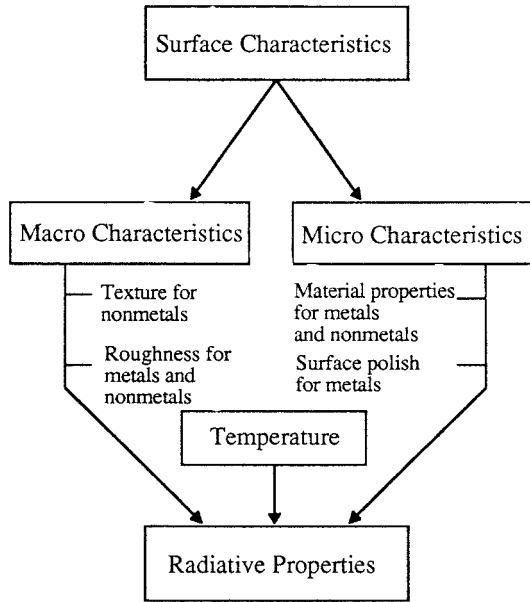 Surface Characteristics
Macro Characteristics
Micro Characteristics
Texture for
nonmetals
Roughness for
metals and
nonmetals
Material properties
for metals
and nonmetals
Surface polish
for metals
Temperature
Radiative Properties